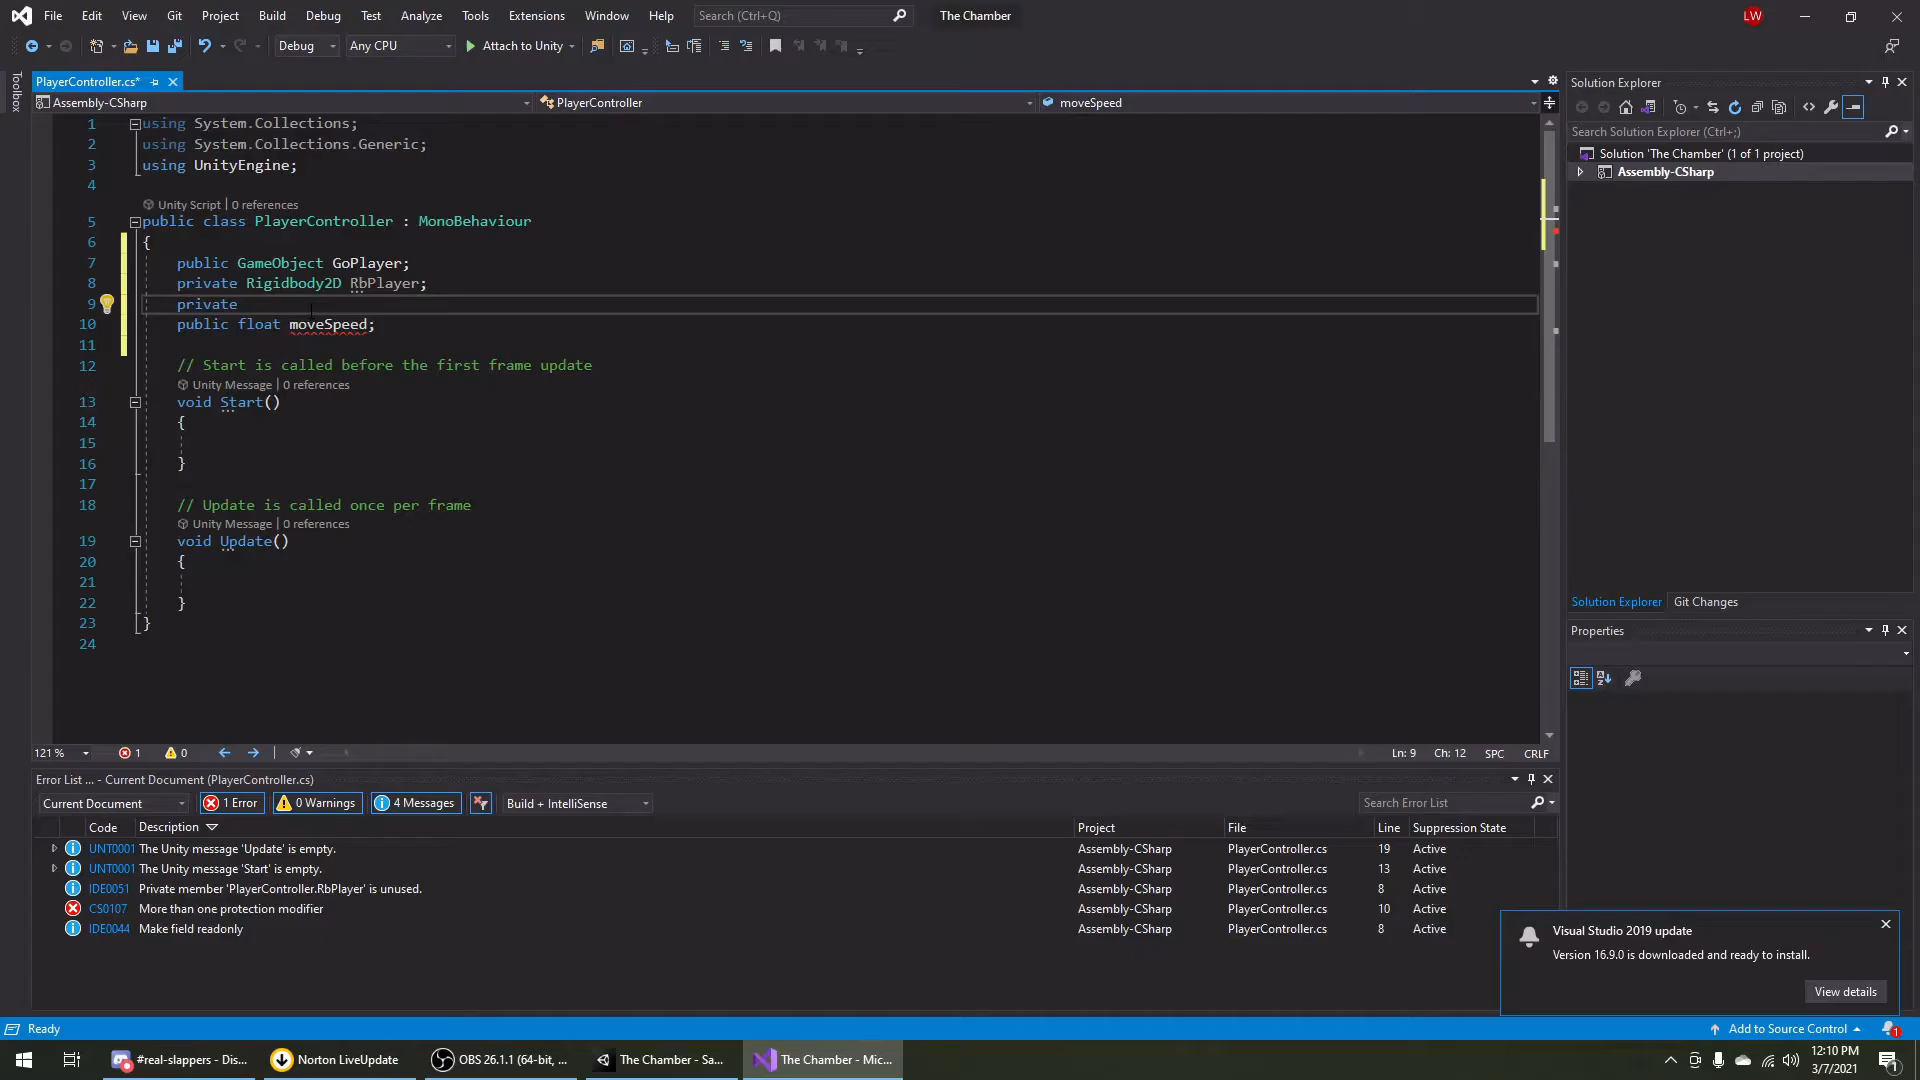 File Edit View Git Project Build Debug Test Analyze Tools Extensions Window Help Search (Ctrl+Q) The Chamber LW
Debug Any CPU Attach to Unity
Toolbox
PlayerController.cs*
Assembly-CSharp PlayerController moveSpeed
1 using System.Collections;
2 using System.Collections.Generic;
3 using UnityEngine;
4
Unity Script | 0 references
5 public class PlayerController : MonoBehaviour
6 {
7 public GameObject GoPlayer;
8 private Rigidbody2D RbPlayer;
9 private
10 public float moveSpeed;
11
12 // Start is called before the first frame update
Unity Message | 0 references
13 void Start()
14 {
15
16 }
17
18 // Update is called once per frame
Unity Message | 0 references
19 void Update()
20 {
21
22 }
23 }
24
121 % 1 0 Ln: 9 Ch: 12 SPC CRLF
Solution Explorer
Search Solution Explorer (Ctrl+;)
Solution 'The Chamber' (1 of 1 project)
Assembly-CSharp
Solution Explorer Git Changes
Properties
Error List ... - Current Document (PlayerController.cs)
Current Document 1 Error 0 Warnings 4 Messages Build + IntelliSense Search Error List
Code Description Project File Line Suppression State
UNT0001 The Unity message 'Update' is empty. Assembly-CSharp PlayerController.cs 19 Active
UNT0001 The Unity message 'Start' is empty. Assembly-CSharp PlayerController.cs 13 Active
IDE0051 Private member 'PlayerController.RbPlayer' is unused. Assembly-CSharp PlayerController.cs 8 Active
CS0107 More than one protection modifier Assembly-CSharp PlayerController.cs 10 Active
IDE0044 Make field readonly Assembly-CSharp PlayerController.cs 8 Active
Visual Studio 2019 update
Version 16.9.0 is downloaded and ready to install.
View details
Ready Add to Source Control 1
#real-slappers - Dis... Norton LiveUpdate OBS 26.1.1 (64-bit, ... The Chamber - Sa... The Chamber - Mic... 12:10 PM
3/7/2021 1